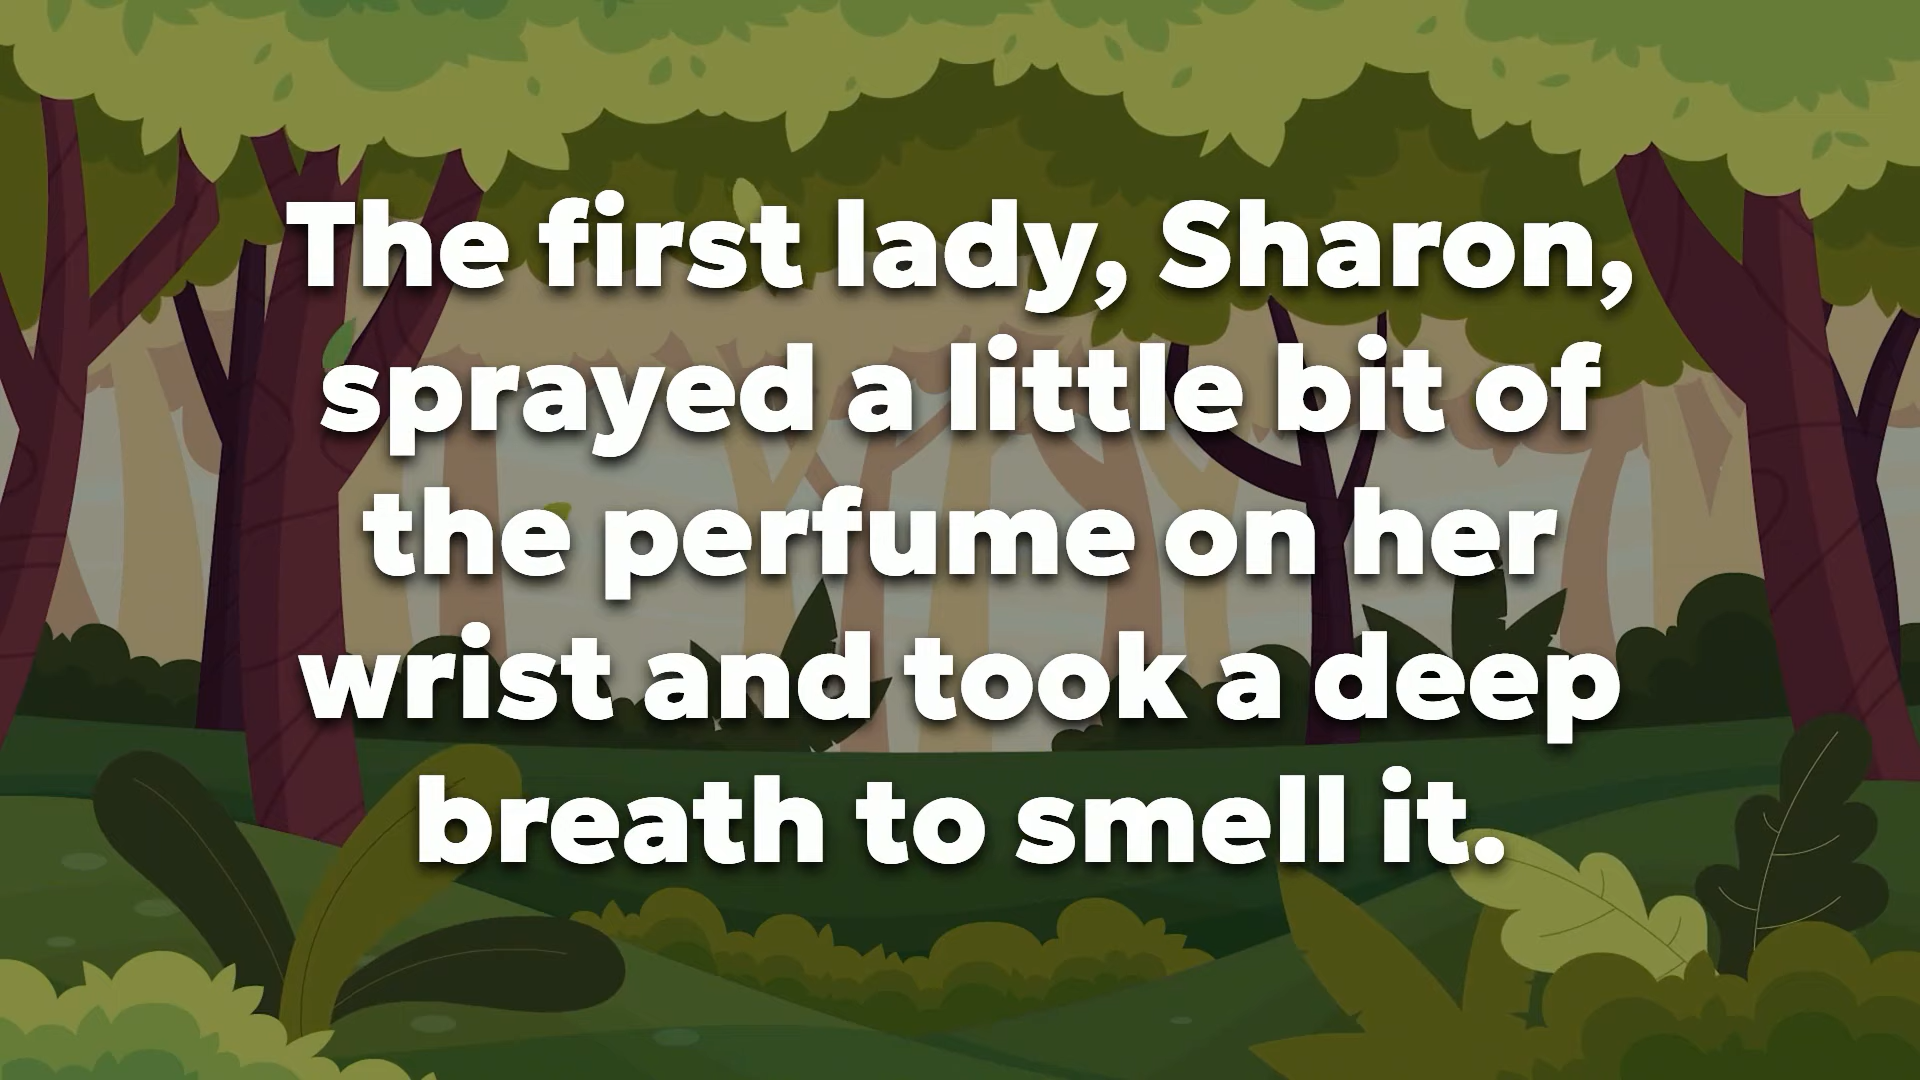 The first lady, Sharon,
sprayed a little bit of
the perfume on her
wrist and took a deep
breath to smell it.